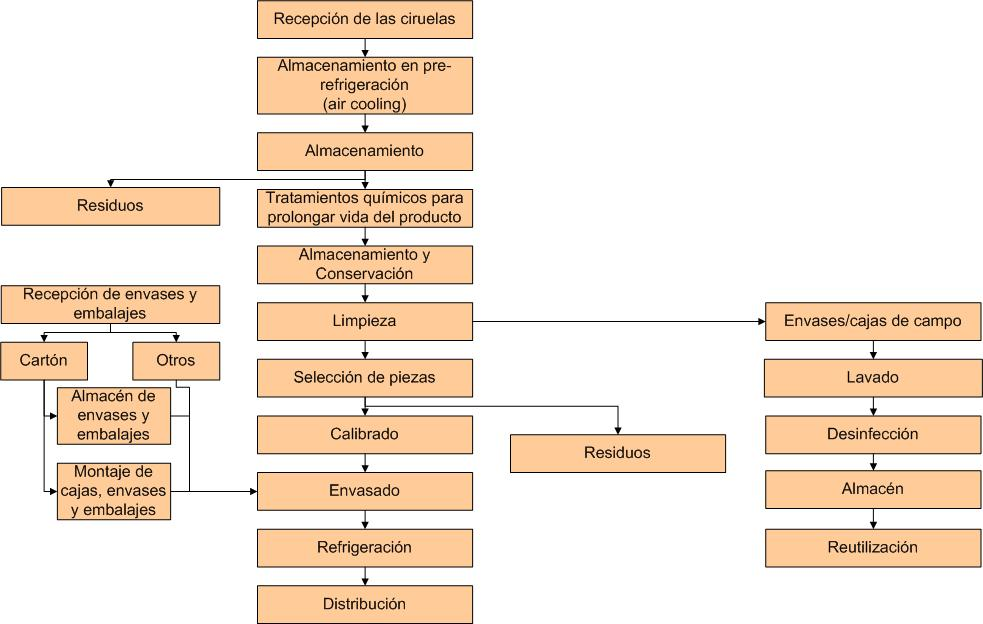 Recepción de las ciruelas
Almacenamiento en pre-
refrigeración
(air cooling)
Almacenamiento
Residuos
Tratamientos químicos para
prolongar vida del producto
Almacenamiento y
Conservación
Recepción de envases y
embalajes
Limpieza
Envases/cajas de campo
Cartón
Otros
Selección de piezas
Lavado
Almacén de
envases y
embalajes
Calibrado
Residuos
Desinfección
Montaje de
cajas, envases
y embalajes
Envasado
Almacén
Refrigeración
Reutilización
Distribución